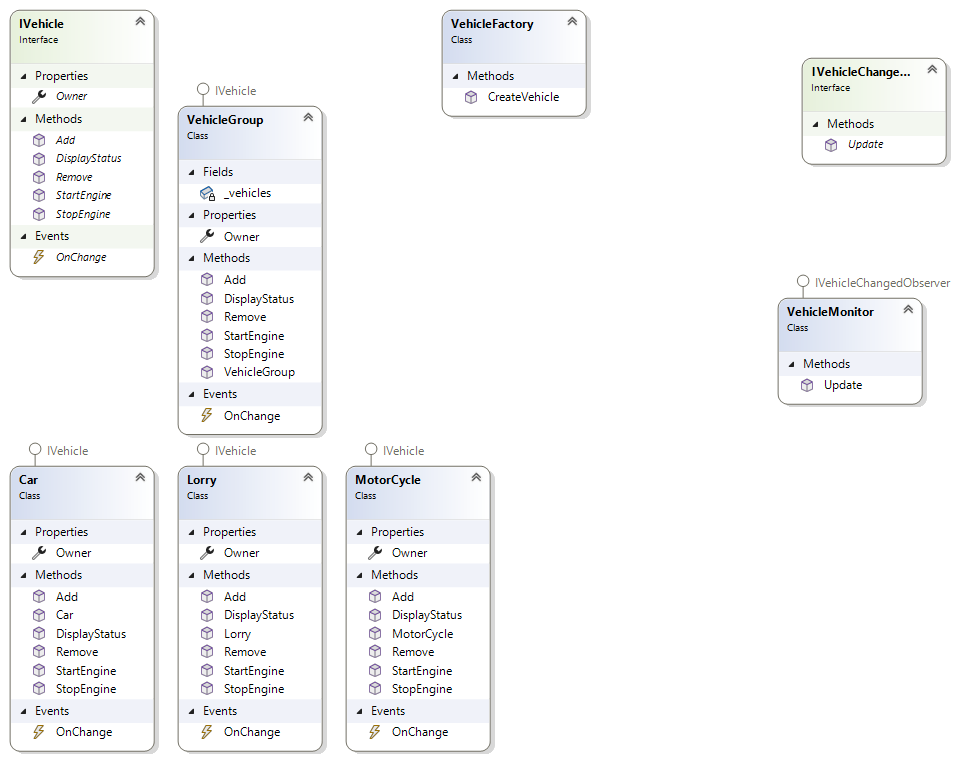 IVehicle
Interface
Properties
Owner
Methods
Add
DisplayStatus
Remove
StartEngine
StopEngine
Events
OnChange
IVehicle
VehicleGroup
Class
Fields
_vehicles
Properties
Owner
Methods
Add
DisplayStatus
Remove
StartEngine
StopEngine
VehicleGroup
Events
OnChange
VehicleFactory
Class
Methods
CreateVehicle
IVehicleChange...
Interface
Methods
Update
IVehicleChangedObserver
VehicleMonitor
Class
Methods
Update
IVehicle
Car
Class
Properties
Owner
Methods
Add
Car
DisplayStatus
Remove
StartEngine
StopEngine
Events
OnChange
IVehicle
Lorry
Class
Properties
Owner
Methods
Add
DisplayStatus
Lorry
Remove
StartEngine
StopEngine
Events
OnChange
IVehicle
MotorCycle
Class
Properties
Owner
Methods
Add
DisplayStatus
MotorCycle
Remove
StartEngine
StopEngine
Events
OnChange